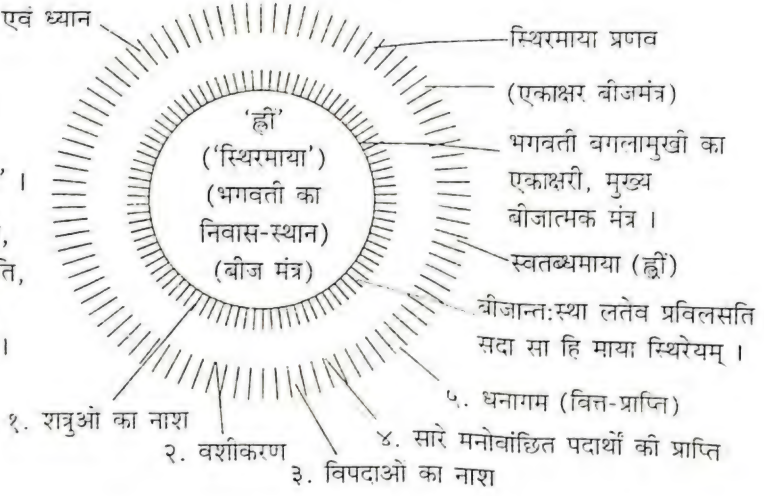 एवं ध्यान
स्थिरमाया प्रणव
(एकाक्षर बीजमंत्र)
'ह्लीं'
('स्थिरमाया')
(भगवती का
निवास-स्थान)
(बीज मंत्र)
भगवती बगलामुखी का
एकाक्षरी, मुख्य
बीजात्मक मंत्र ।
स्वतब्धमाया (ह्लीं)
बीजान्तःस्था लतेव प्रविलसति
सदा सा हि माया स्थिरेयम् ।
' ।
,
ति,
।
१. शत्रुओं का नाश
२. वशीकरण
३. विपदाओं का नाश
४. सारे मनोवांछित पदार्थों की प्राप्ति
५. धनागम (वित्त-प्राप्ति)